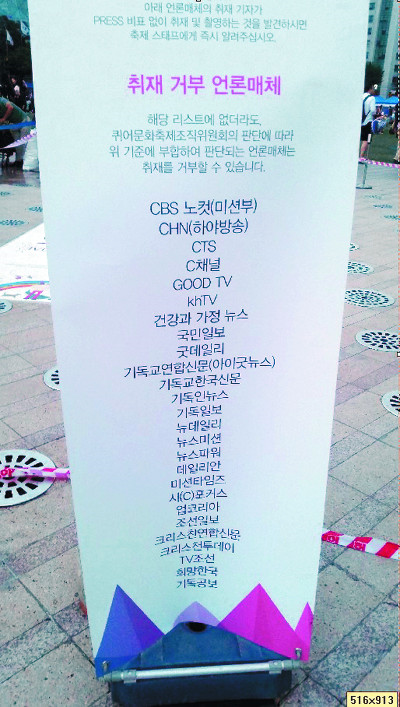 아래 언론매체의 취재 기자가
PRESS 비표 없이 취재 및 촬영하는 것을 발견하시면
축제 스태프에게 즉시 알려주십시오.
취재 거부 언론매체
해당 리스트에 없더라도,
퀴어문화축제조직위원회의 판단에 따라
위 기준에 부합하여 판단되는 언론매체는
취재를 거부할 수 있습니다.
CBS 노컷(미션부)
CHN(하야방송)
CTS
C채널
GOOD TV
khTV
건강과 가정 뉴스
국민일보
굿데일리
기독교연합신문(아이굿뉴스)
기독교한국신문
기독인뉴스
기독일보
뉴데일리
뉴스미션
뉴스파워
데일리안
미션타임즈
시(C)포커스
업코리아
조선일보
크리스챤연합신문
크리스천투데이
TV조선
희망한국
기독공보
516×913